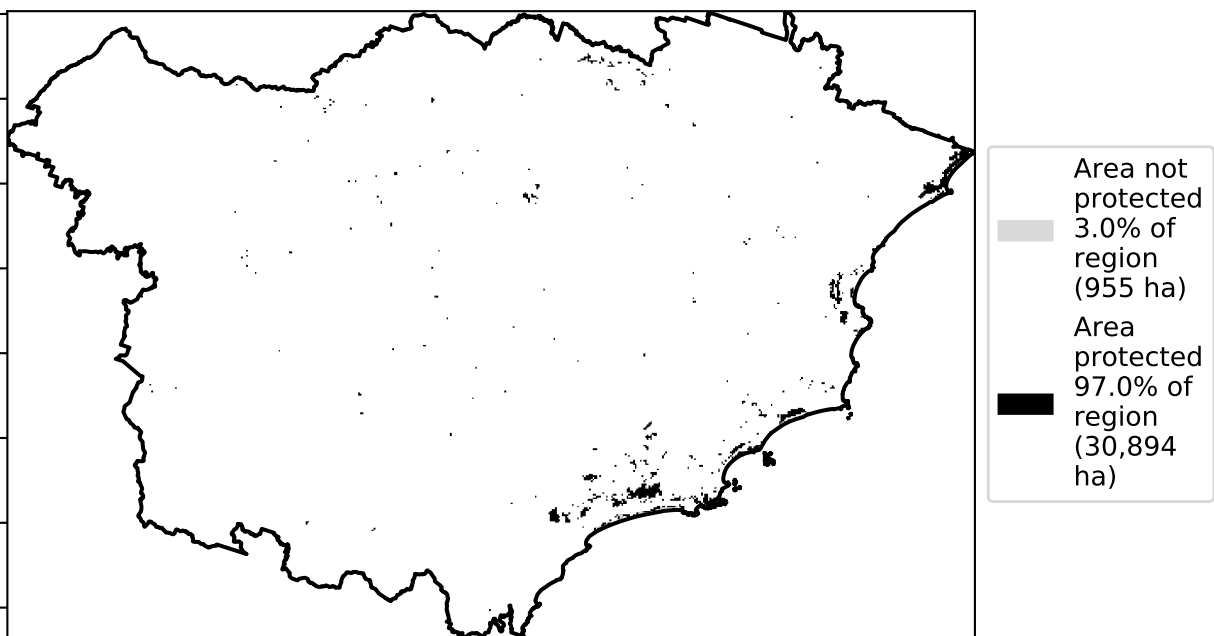 Area not
protected
3.0% of
region
(955 ha)
Area
protected
97.0% of
region
(30,894
ha)